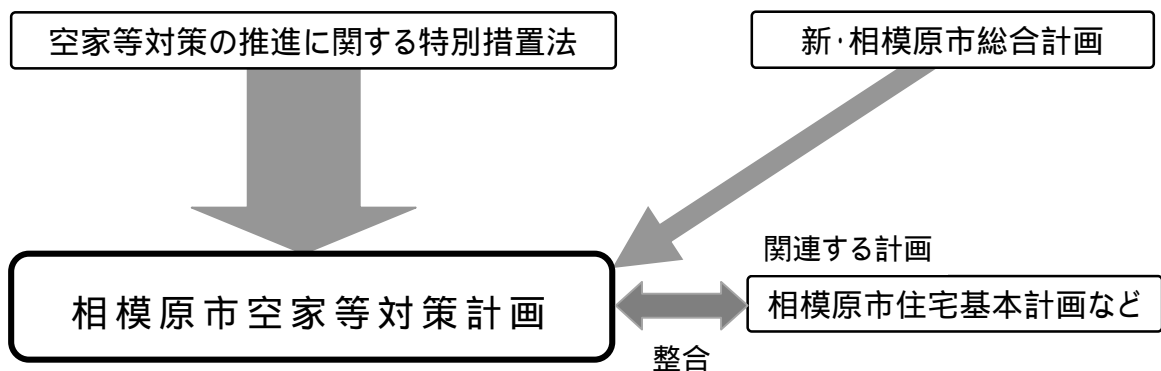 空家等対策の推進に関する特別措置法
新・相模原市総合計画
関連する計画
相模原市空家等対策計画
相模原市住宅基本計画など
整合